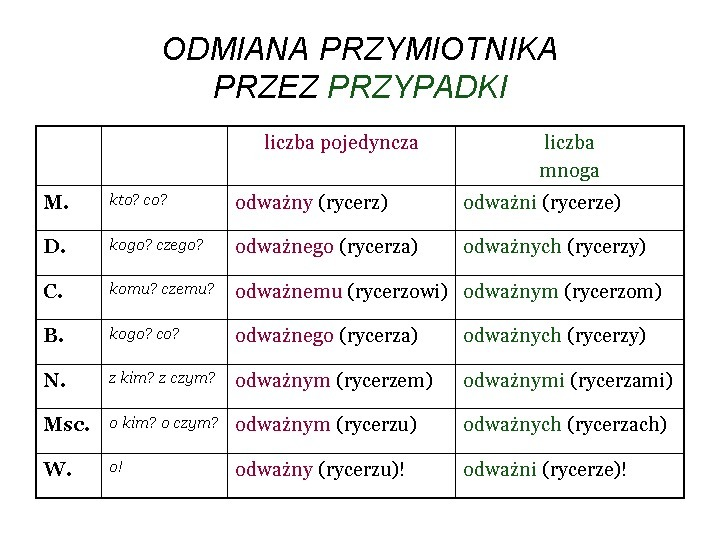 ODMIANA PRZYMIOTNIKA
PRZEZ PRZYPADKI
liczba pojedyncza liczba
mnoga
M. kto? co? odważny (rycerz) odważni (rycerze)
D. kogo? czego? odważnego (rycerza) odważnych (rycerzy)
C. komu? czemu? odważnemu (rycerzowi) odważnym (rycerzom)
B. kogo? co? odważnego (rycerza) odważnych (rycerzy)
N. z kim? z czym? odważnym (rycerzem) odważnymi (rycerzami)
Msc. o kim? o czym? odważnym (rycerzu) odważnych (rycerzach)
W. o! odważny (rycerzu)! odważni (rycerze)!